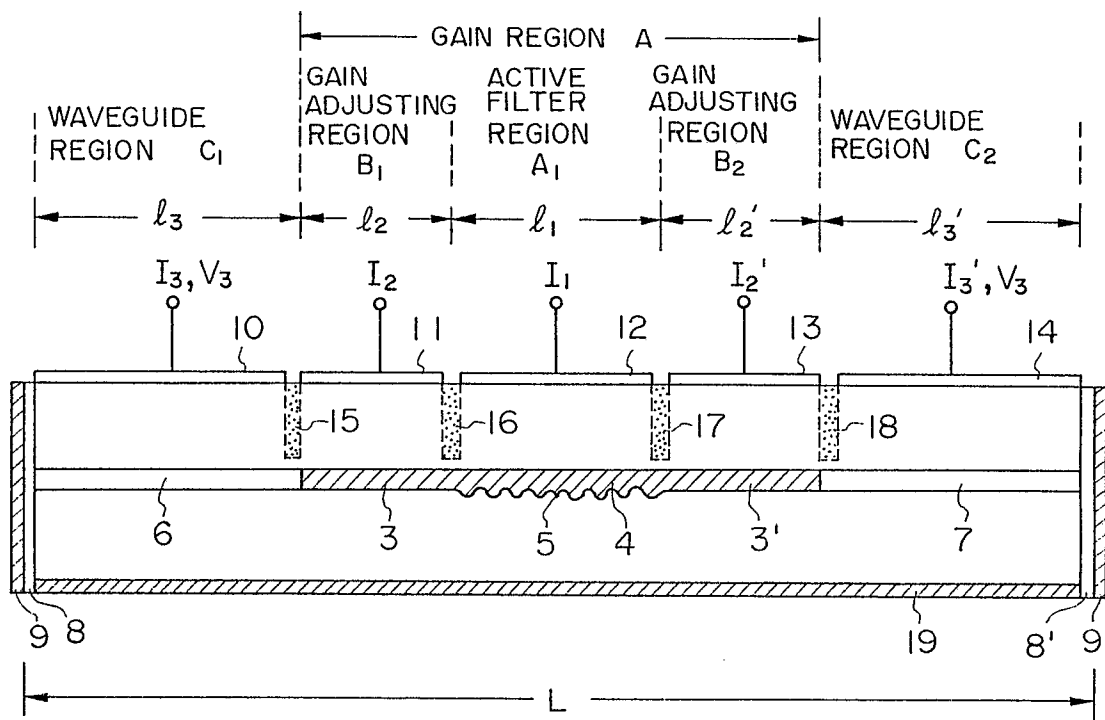 GAIN REGION A
WAVEGUIDE
REGION C₁
GAIN
ADJUSTING
REGION
B₁
ACTIVE
FILTER
REGION
A₁
GAIN
ADJUSTING
REGION
B₂
WAVEGUIDE
REGION C₂
ℓ₃ ℓ₂ ℓ₁ ℓ₂' ℓ₃'
I₃, V₃ I₂ I₁ I₂' I₃', V₃
10 11 12 13 14
15 16 17 18
6 3 5 4 3' 7
9 8 19 8' 9
L